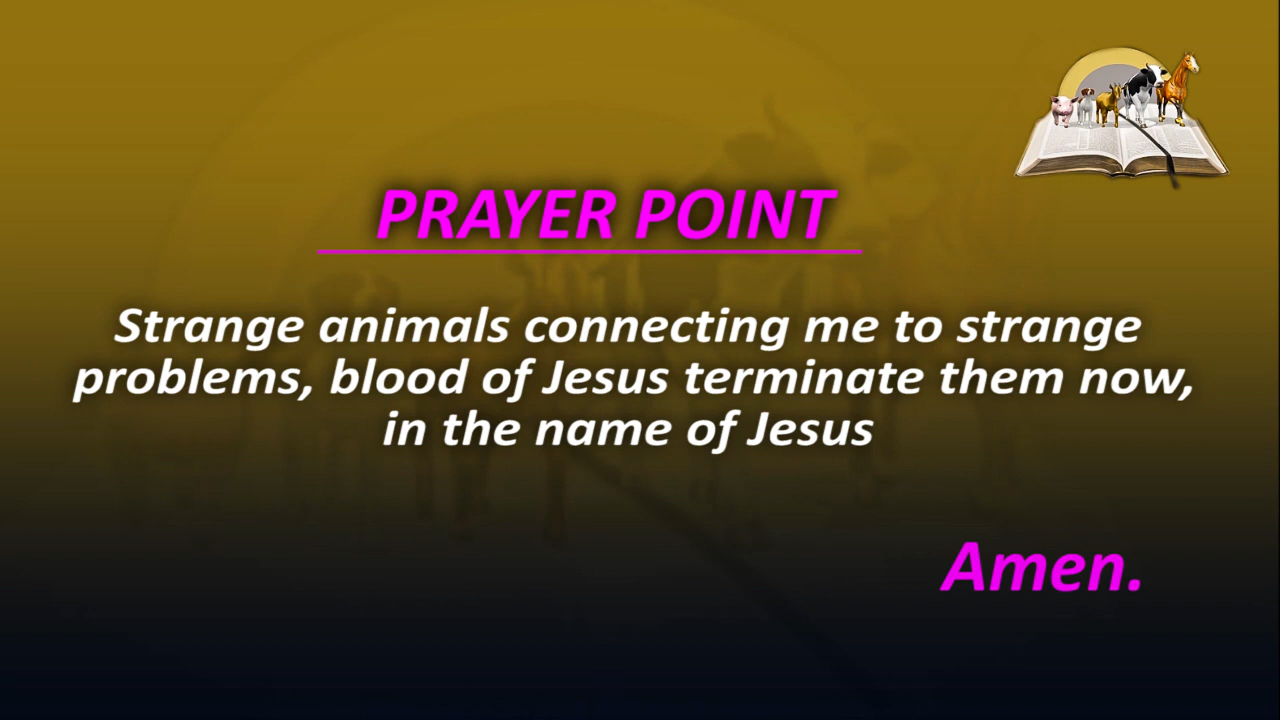 PRAYER POINT
Strange animals connecting me to strange
problems, blood of Jesus terminate them now,
in the name of Jesus
Amen.